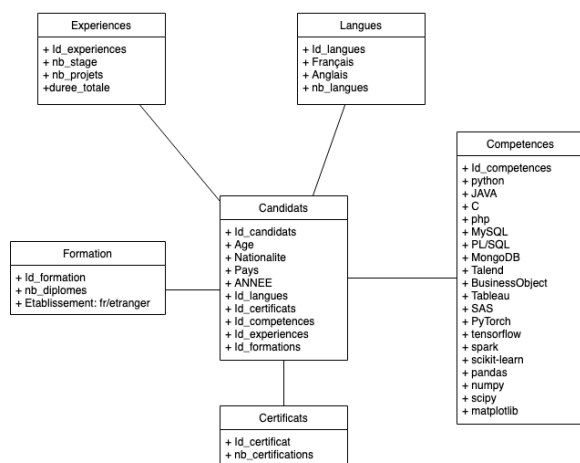 Experiences
+ Id_experiences
+ nb_stage
+ nb_projets
+duree_totale
Langues
+ Id_langues
+ Français
+ Anglais
+ nb_langues
Competences
+ Id_competences
+ python
+ JAVA
+ C
+ php
+ MySQL
+ PL/SQL
+ MongoDB
+ Talend
+ BusinessObject
+ Tableau
+ SAS
+ PyTorch
+ tensorflow
+ spark
+ scikit-learn
+ pandas
+ numpy
+ scipy
+ matplotlib
Candidats
+ Id_candidats
+ Age
+ Nationalite
+ Pays
+ ANNEE
+ Id_langues
+ Id_certificats
+ Id_competences
+ Id_experiences
+ Id_formations
Formation
+ Id_formation
+ nb_diplomes
+ Etablissement: fr/etranger
Certificats
+ Id_certificat
+ nb_certifications